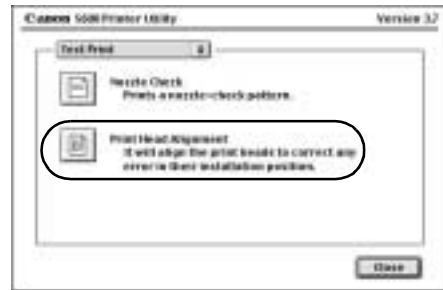 Canon S600 Printer Utility Version 3.2
Test Print
Nozzle Check
Prints a nozzle-check pattern.
Print Head Alignment
It will align the print heads to correct any
error in their installation position.
Close